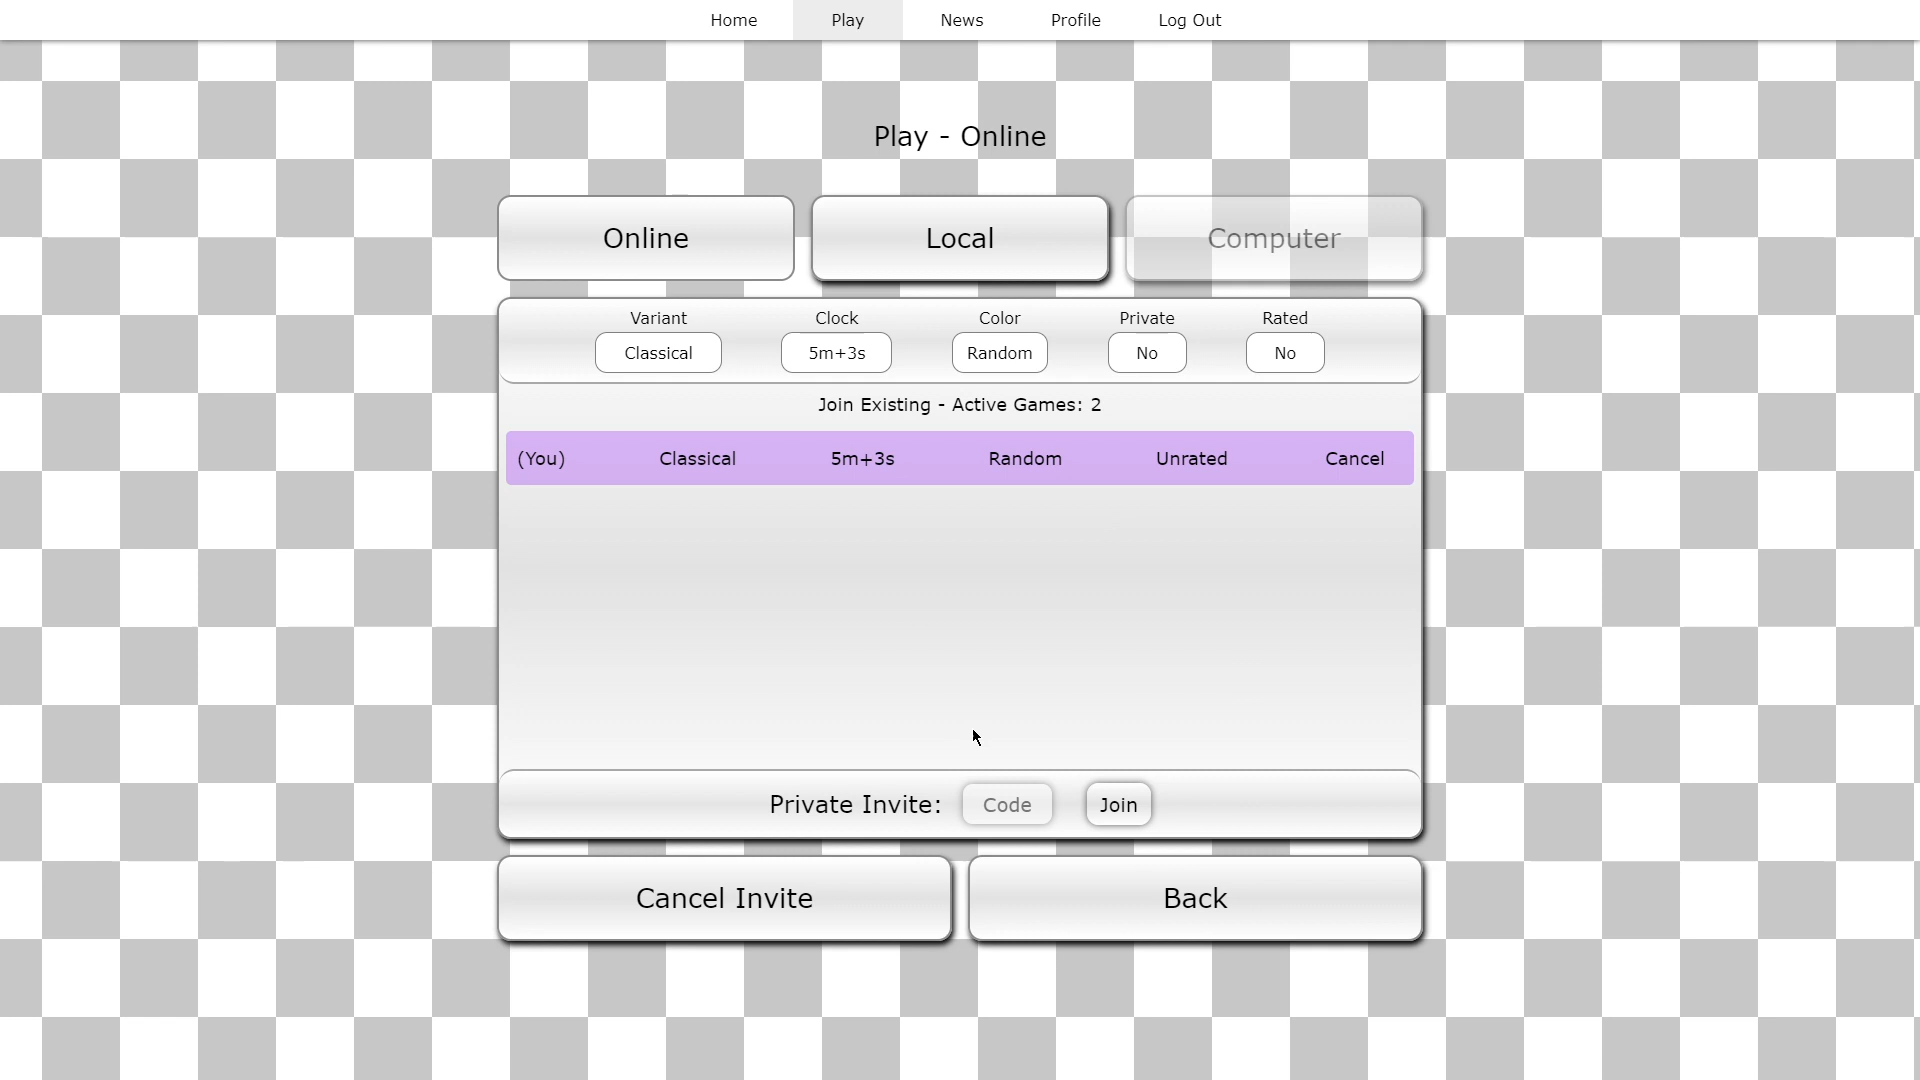 Home Play News Profile Log Out
Play - Online
Online Local Computer
Variant Clock Color Private Rated
Classical 5m+3s Random No No
Join Existing - Active Games: 2
(You) Classical 5m+3s Random Unrated Cancel
Private Invite: Code Join
Cancel Invite Back